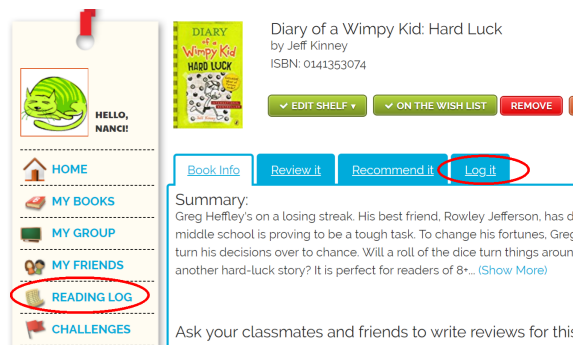 HELLO,
NANCI!
HOME
MY BOOKS
MY GROUP
MY FRIENDS
READING LOG
CHALLENGES
DIARY
of a
Wimpy Kid
HARD LUCK
Diary of a Wimpy Kid: Hard Luck
by Jeff Kinney
ISBN: 0141353074
✓ EDIT SHELF ▾
✓ ON THE WISH LIST
REMOVE
Book Info
Review it
Recommend it
Log it
Summary:
Greg Heffley's on a losing streak. His best friend, Rowley Jefferson, has d
middle school is proving to be a tough task. To change his fortunes, Greg
turn his decisions over to chance. Will a roll of the dice turn things aroun
another hard-luck story? It is perfect for readers of 8+... (Show More)
Ask your classmates and friends to write reviews for this